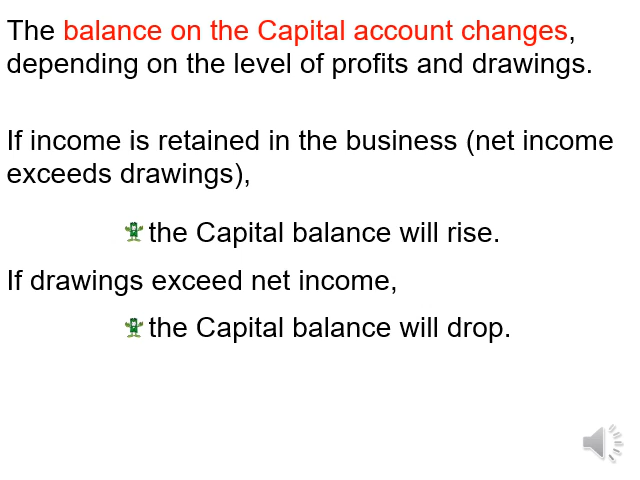 The balance on the Capital account changes,
depending on the level of profits and drawings.
If income is retained in the business (net income
exceeds drawings),
the Capital balance will rise.
If drawings exceed net income,
the Capital balance will drop.